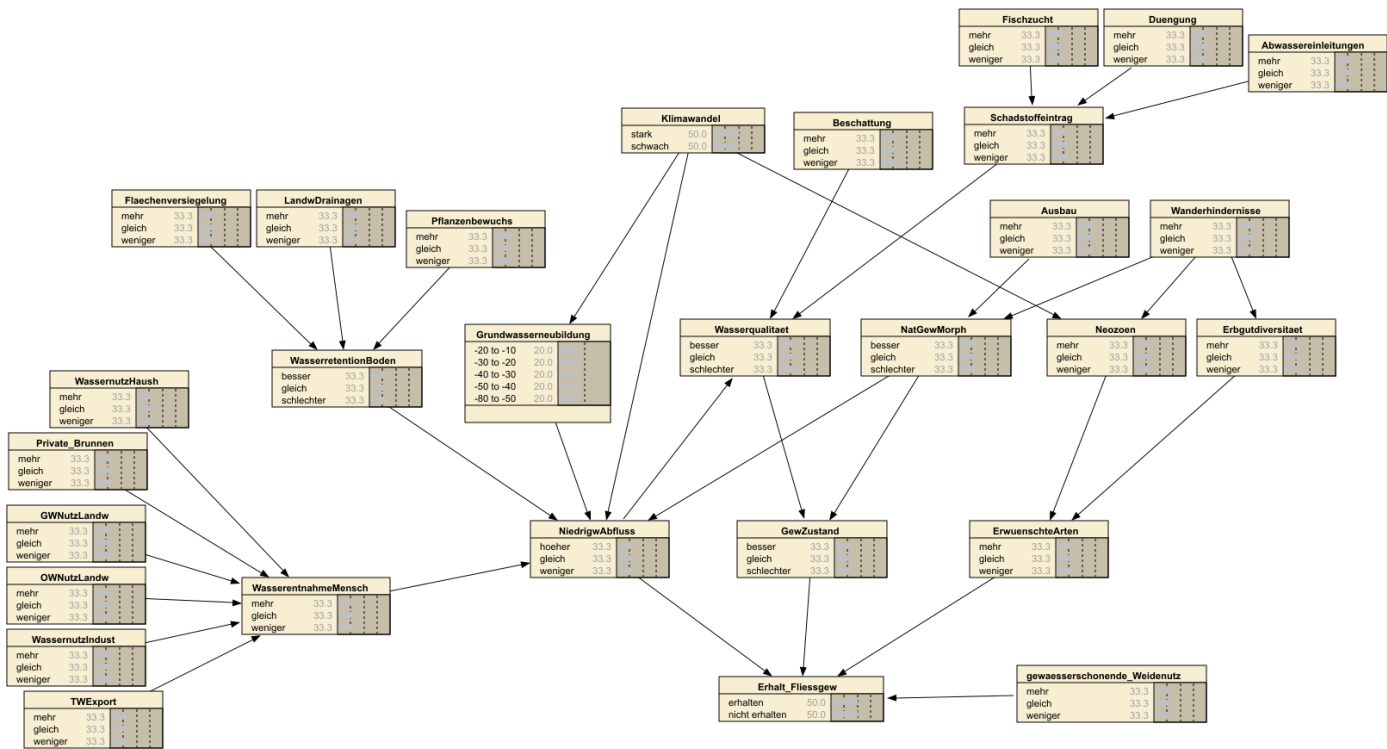 Fischzucht
mehr 33.3
gleich 33.3
weniger 33.3
Duengung
mehr 33.3
gleich 33.3
weniger 33.3
Abwassereinleitungen
mehr 33.3
gleich 33.3
weniger 33.3
Klimawandel
stark 50.0
schwach 50.0
Beschattung
mehr 33.3
gleich 33.3
weniger 33.3
Schadstoffeintrag
mehr 33.3
gleich 33.3
weniger 33.3
Flaechenversiegelung
mehr 33.3
gleich 33.3
weniger 33.3
LandwDrainagen
mehr 33.3
gleich 33.3
weniger 33.3
Pflanzenbewuchs
mehr 33.3
gleich 33.3
weniger 33.3
Ausbau
mehr 33.3
gleich 33.3
weniger 33.3
Wanderhindernisse
mehr 33.3
gleich 33.3
weniger 33.3
Grundwasserneubildung
-20 to -10 20.0
-30 to -20 20.0
-40 to -30 20.0
-50 to -40 20.0
-80 to -50 20.0
Wasserqualitaet
besser 33.3
gleich 33.3
schlechter 33.3
NatGewMorph
besser 33.3
gleich 33.3
schlechter 33.3
Neozoen
mehr 33.3
gleich 33.3
weniger 33.3
Erbgutdiversitaet
mehr 33.3
gleich 33.3
weniger 33.3
WasserretentionBoden
besser 33.3
gleich 33.3
schlechter 33.3
WassernutzHaush
mehr 33.3
gleich 33.3
weniger 33.3
Private_Brunnen
mehr 33.3
gleich 33.3
weniger 33.3
GWNutzLandw
mehr 33.3
gleich 33.3
weniger 33.3
OWNutzLandw
mehr 33.3
gleich 33.3
weniger 33.3
WassernutzIndust
mehr 33.3
gleich 33.3
weniger 33.3
TWExport
mehr 33.3
gleich 33.3
weniger 33.3
WasserentnahmeMensch
mehr 33.3
gleich 33.3
weniger 33.3
NiedrigwAbfluss
hoeher 33.3
gleich 33.3
weniger 33.3
GewZustand
besser 33.3
gleich 33.3
schlechter 33.3
ErwuenschteArten
mehr 33.3
gleich 33.3
weniger 33.3
Erhalt_Fliessgew
erhalten 50.0
nicht erhalten 50.0
gewaesserschonende_Weidenutz
mehr 33.3
gleich 33.3
weniger 33.3